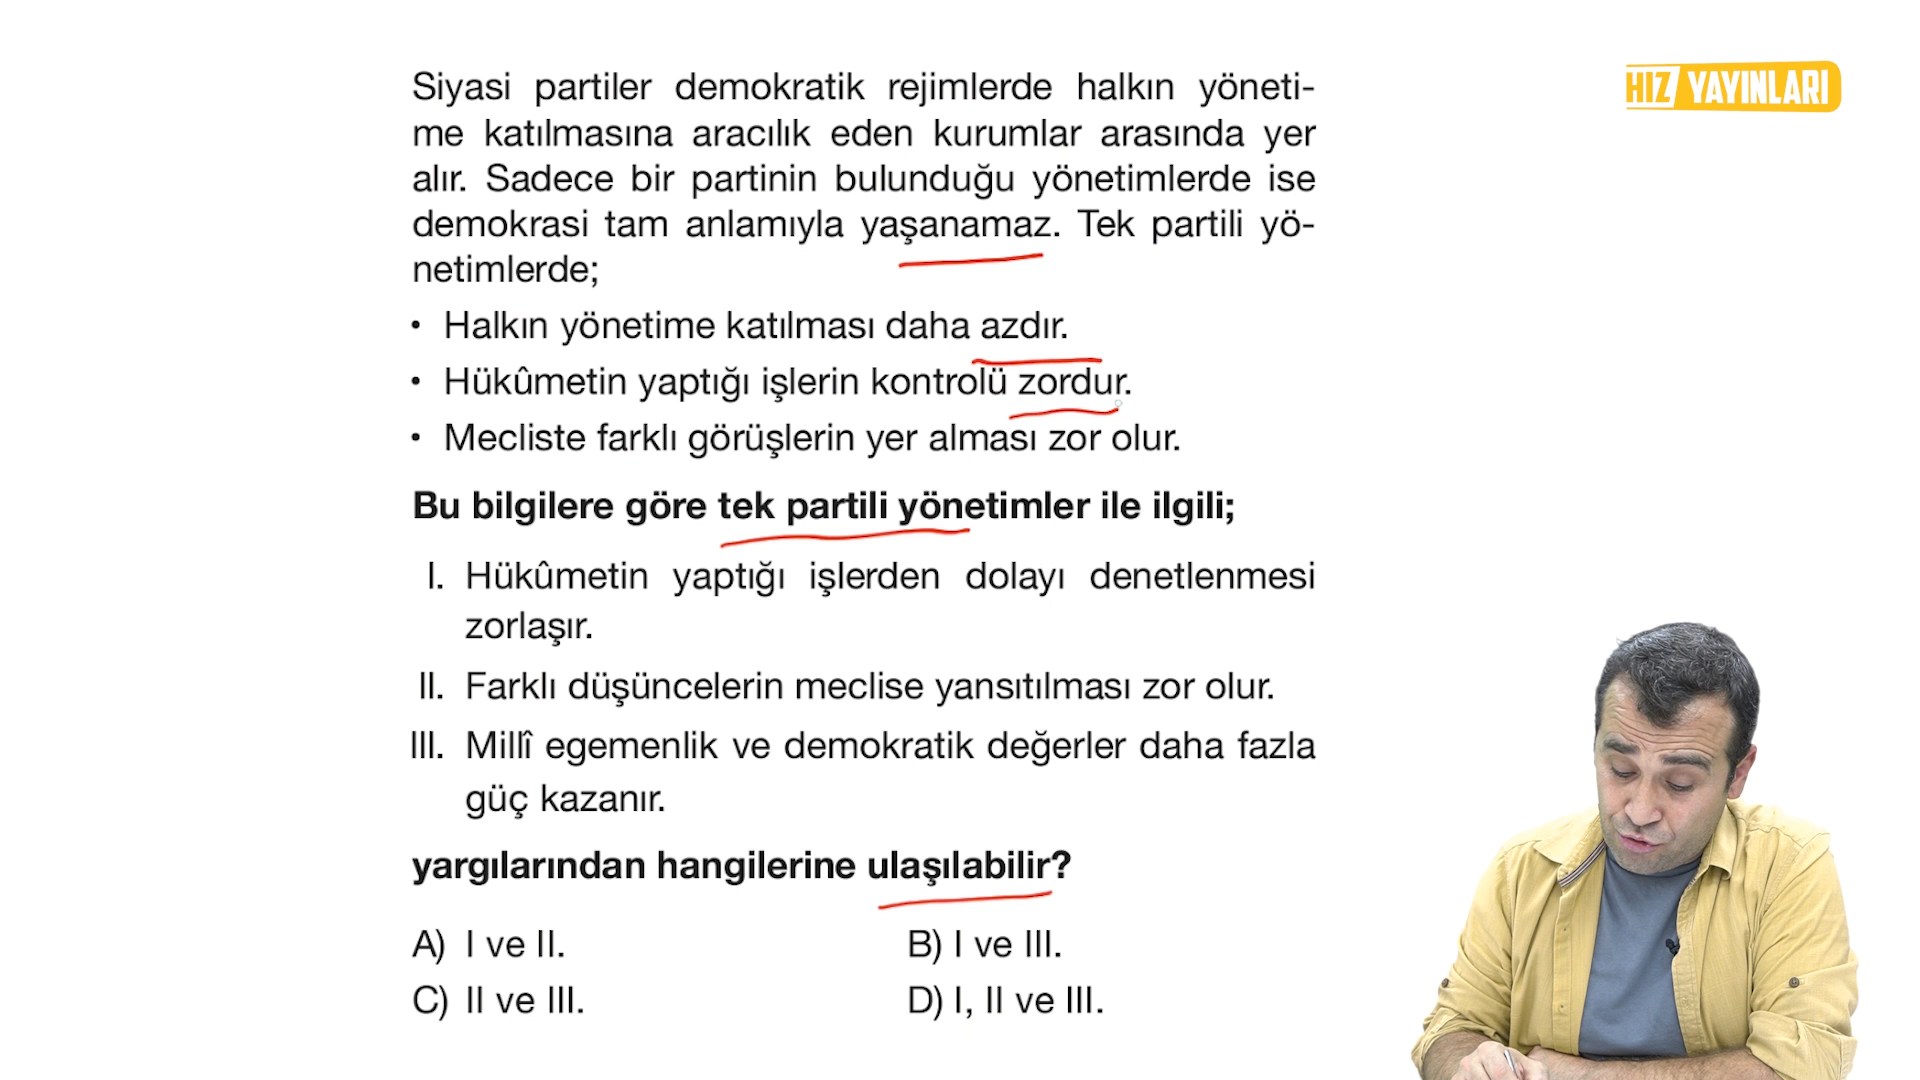 HIZ YAYINLARI
Siyasi partiler demokratik rejimlerde halkın yöneti-
me katılmasına aracılık eden kurumlar arasında yer
alır. Sadece bir partinin bulunduğu yönetimlerde ise
demokrasi tam anlamıyla yaşanamaz. Tek partili yö-
netimlerde;
• Halkın yönetime katılması daha azdır.
• Hükûmetin yaptığı işlerin kontrolü zordur.
• Mecliste farklı görüşlerin yer alması zor olur.
Bu bilgilere göre tek partili yönetimler ile ilgili;
I. Hükûmetin yaptığı işlerden dolayı denetlenmesi
zorlaşır.
II. Farklı düşüncelerin meclise yansıtılması zor olur.
III. Millî egemenlik ve demokratik değerler daha fazla
güç kazanır.
yargılarından hangilerine ulaşılabilir?
A) I ve II. B) I ve III.
C) II ve III. D) I, II ve III.